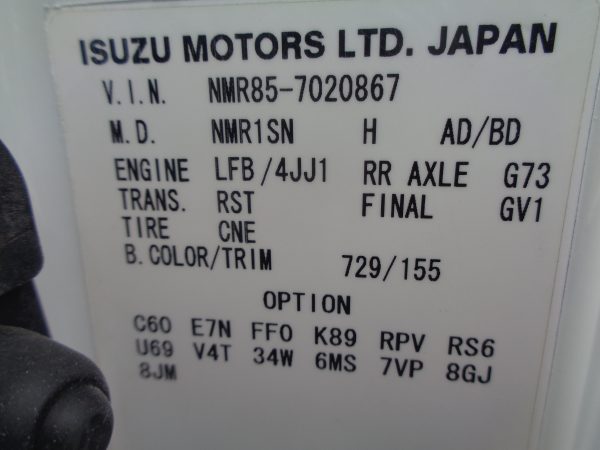 ISUZU MOTORS LTD. JAPAN
V.I.N. NMR85-7020867
M.D. NMR1SN H AD/BD
ENGINE LFB/4JJ1 RR AXLE G73
TRANS. RST FINAL GV1
TIRE CNE
B.COLOR/TRIM 729/155
OPTION
C60 E7N FF0 K89 RPV RS6
U69 V4T 34W 6MS 7VP 8GJ
8JM